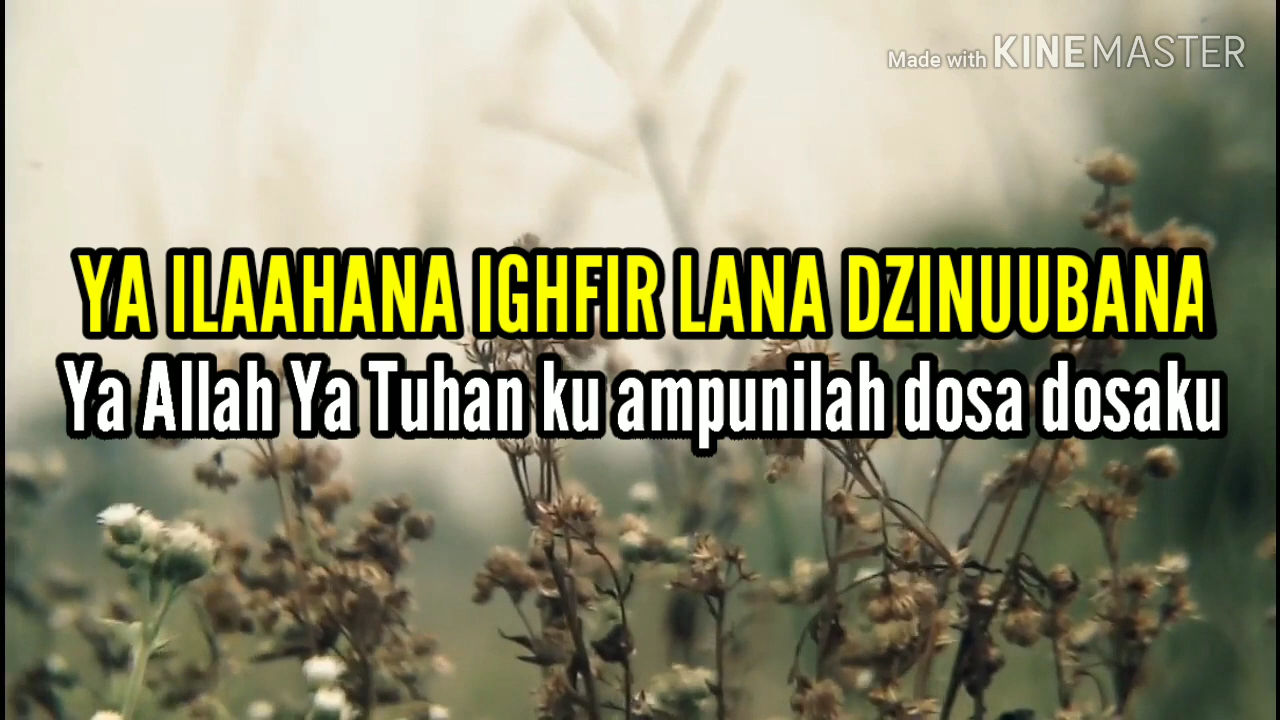 Made with KINEMASTER
YA ILAAHANA IGHFIR LANA DZINUUBANA
Ya Allah Ya Tuhan ku ampunilah dosa dosaku